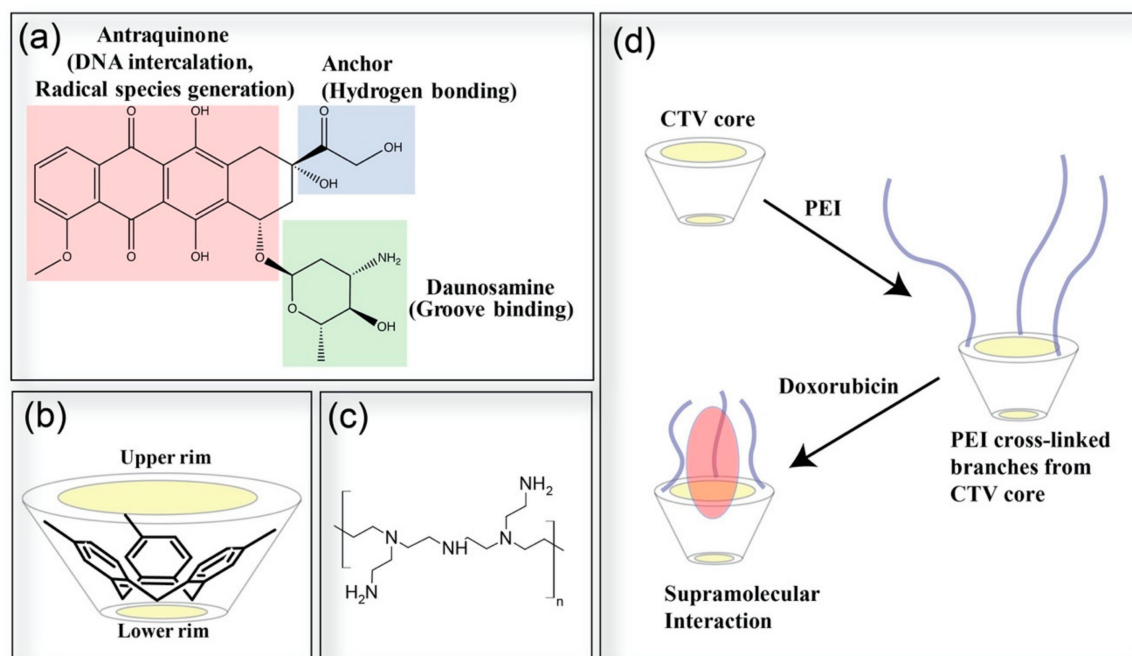 (a)
Antraquinone
(DNA intercalation,
Radical species generation)
Anchor
(Hydrogen bonding)
O
OH
O
OH
OH
O
O
OH
O
NH₂
O
OH
Daunosamine
(Groove binding)
(b)
Upper rim
Lower rim
(c)
NH₂
N
NH
N
H₂N
n
(d)
CTV core
PEI
Doxorubicin
PEI cross-linked
branches from
CTV core
Supramolecular
Interaction